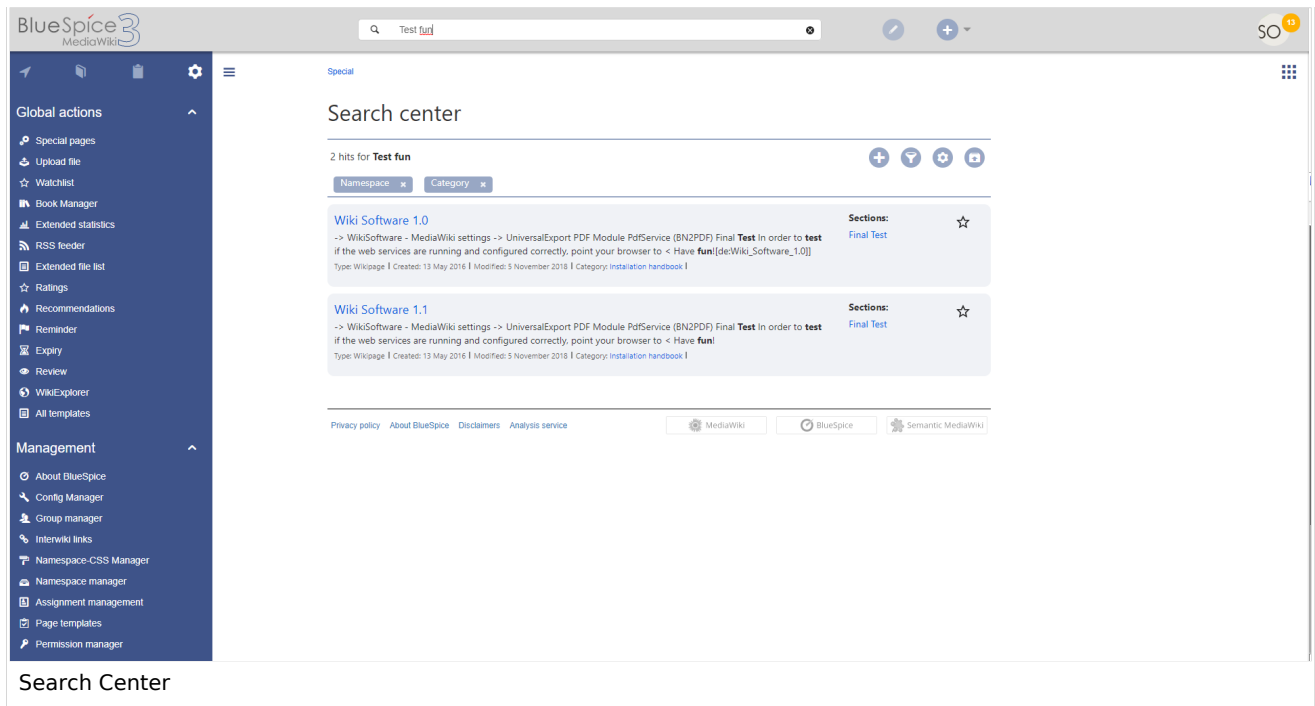 BlueSpice 3
MediaWiki
Test fun
SO
13
Special
Global actions
Special pages
Upload file
Watchlist
Book Manager
Extended statistics
RSS feeder
Extended file list
Ratings
Recommendations
Reminder
Expiry
Review
WikiExplorer
All templates
Management
About BlueSpice
Config Manager
Group manager
Interwiki links
Namespace-CSS Manager
Namespace manager
Assignment management
Page templates
Permission manager
Search center
2 hits for Test fun
Namespace x Category x
Wiki Software 1.0
-> WikiSoftware - MediaWiki settings -> UniversalExport PDF Module PdfService (BN2PDF) Final Test In order to test
if the web services are running and configured correctly, point your browser to < Have fun![de:Wiki_Software_1.0]]
Type: Wikipage | Created: 13 May 2016 | Modified: 5 November 2018 | Category: Installation handbook |
Sections:
Final Test
Wiki Software 1.1
-> WikiSoftware - MediaWiki settings -> UniversalExport PDF Module PdfService (BN2PDF) Final Test In order to test
if the web services are running and configured correctly, point your browser to < Have fun!
Type: Wikipage | Created: 13 May 2016 | Modified: 5 November 2018 | Category: Installation handbook |
Sections:
Final Test
Privacy policy About BlueSpice Disclaimers Analysis service
MediaWiki BlueSpice Semantic MediaWiki
Search Center